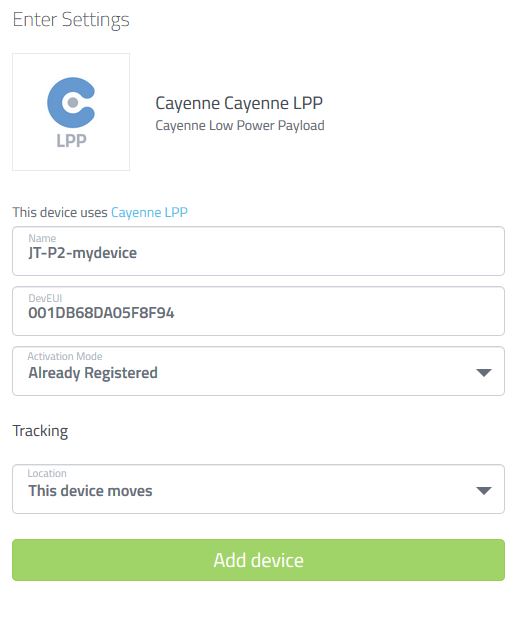 Enter Settings
LPP
Cayenne Cayenne LPP
Cayenne Low Power Payload
This device uses Cayenne LPP
Name
JT-P2-mydevice
DevEUI
001DB68DA05F8F94
Activation Mode
Already Registered
Tracking
Location
This device moves
Add device